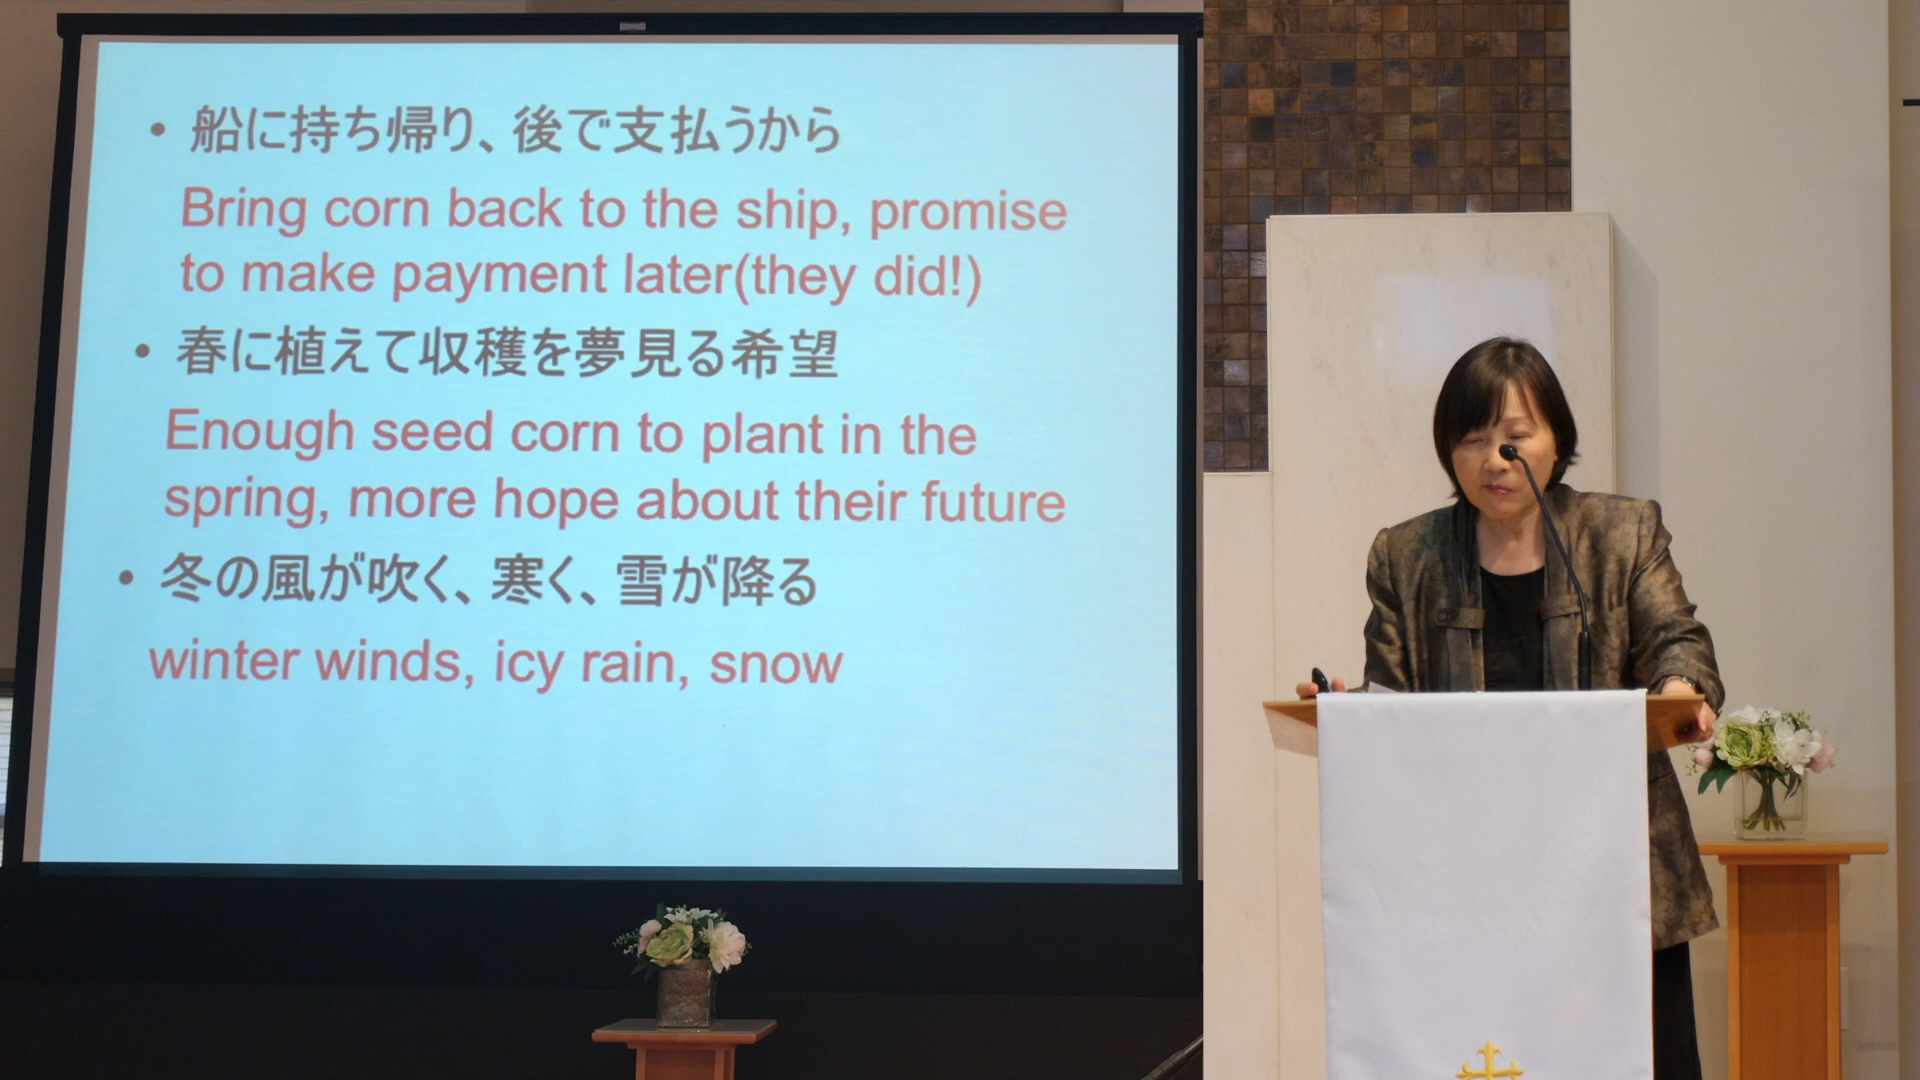 • 船に持ち帰り、後で支払うから
Bring corn back to the ship, promise
to make payment later(they did!)
• 春に植えて収穫を夢見る希望
Enough seed corn to plant in the
spring, more hope about their future
• 冬の風が吹く、寒く、雪が降る
winter winds, icy rain, snow